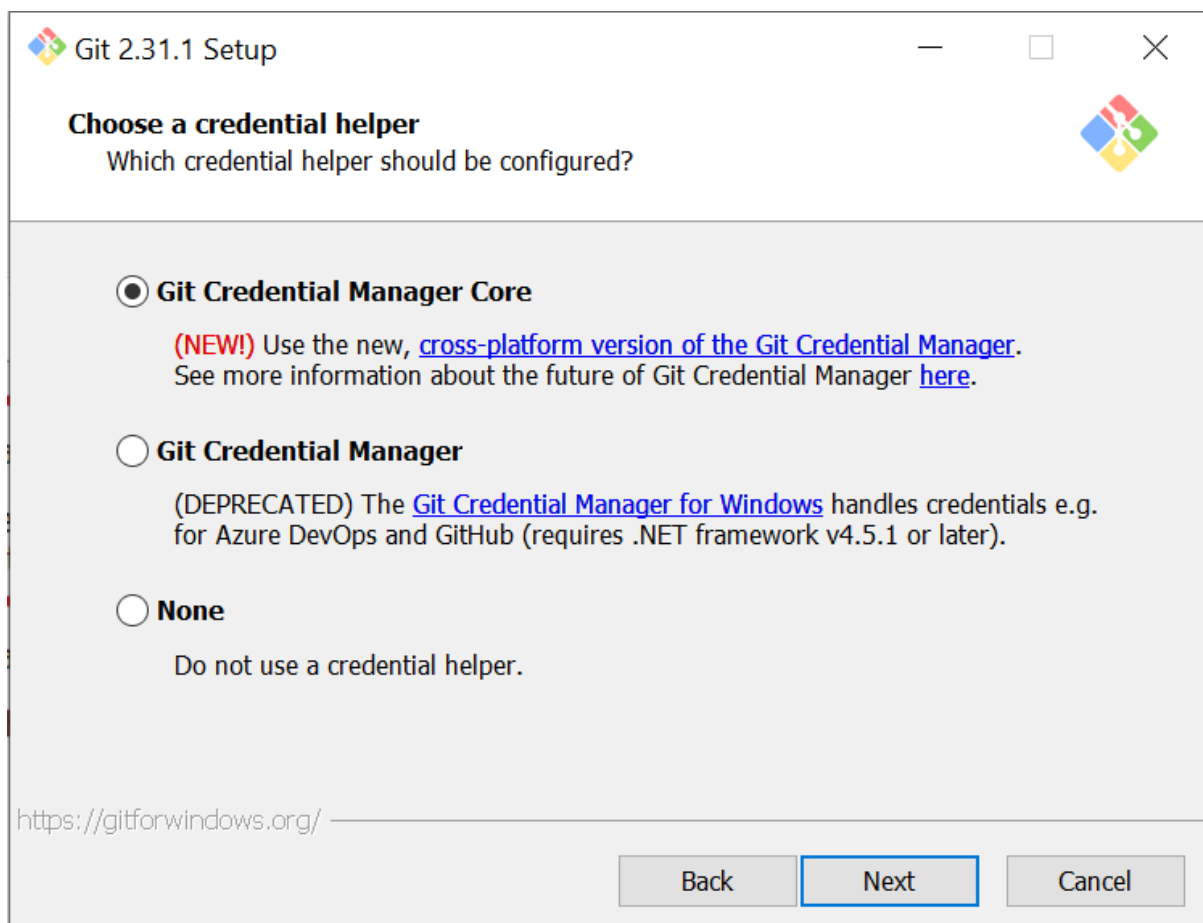 Git 2.31.1 Setup
Choose a credential helper
Which credential helper should be configured?
Git Credential Manager Core
(NEW!) Use the new, cross-platform version of the Git Credential Manager.
See more information about the future of Git Credential Manager here.
Git Credential Manager
(DEPRECATED) The Git Credential Manager for Windows handles credentials e.g.
for Azure DevOps and GitHub (requires .NET framework v4.5.1 or later).
None
Do not use a credential helper.
https://gitforwindows.org/
Back Next Cancel